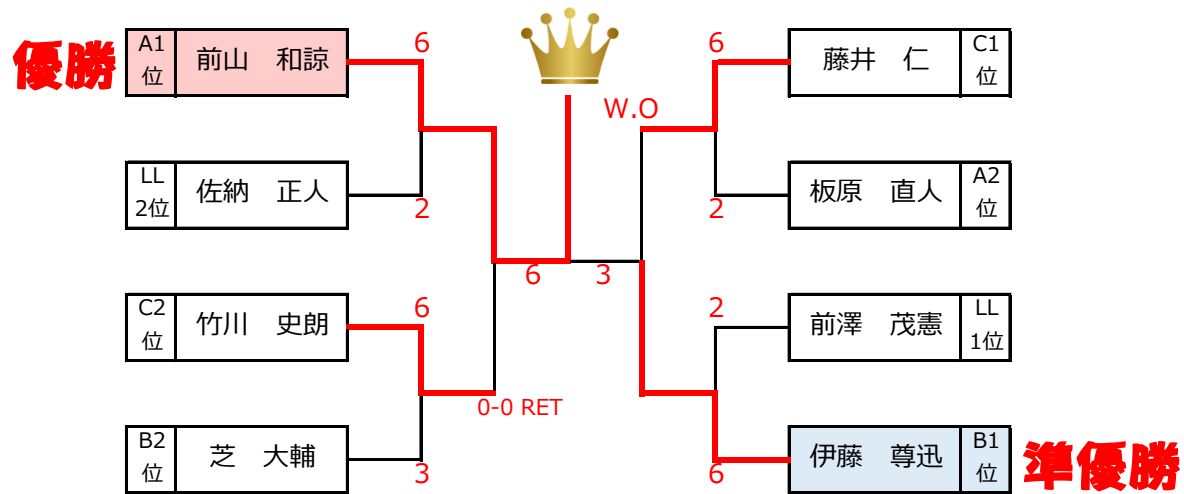 優勝
A1
位
前山　和諒
6
LL
2位
佐納　正人
2
C2
位
竹川　史朗
6
B2
位
芝　大輔
3
0-0 RET
6
3
W.O
6
藤井　仁
C1
位
2
板原　直人
A2
位
2
前澤　茂憲
LL
1位
6
伊藤　尊迅
B1
位
準優勝